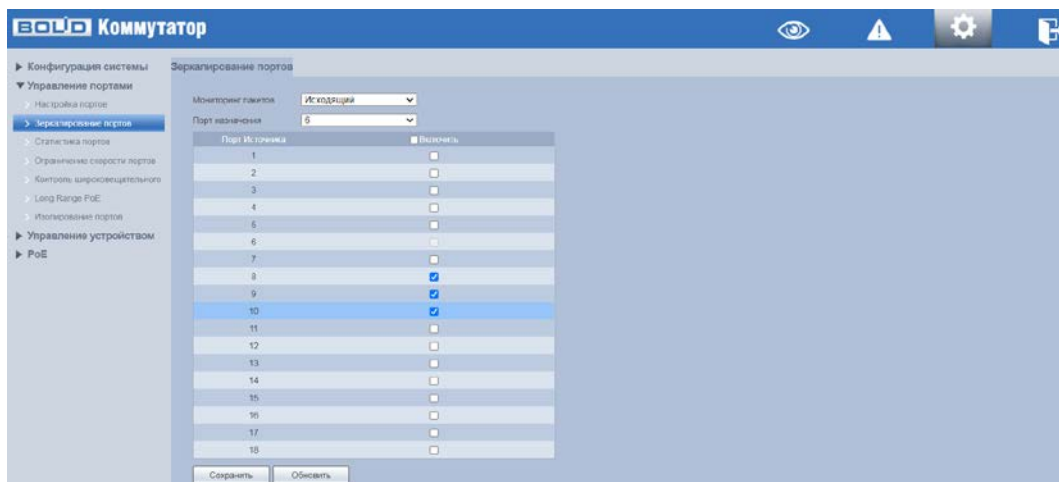 BOLID Коммутатор
Конфигурация системы
Управление портами
Настройка портов
Зеркалирование портов
Статистика портов
Ограничение скорости портов
Контроль широковещательного
Long Range PoE
Изолирование портов
Управление устройством
PoE
Зеркалирование портов
Мониторинг пакетов Исходящий
Порт назначения 6
Порт Источника Включить
1
2
3
4
5
6
7
8
9
10
11
12
13
14
15
16
17
18
Сохранить Обновить